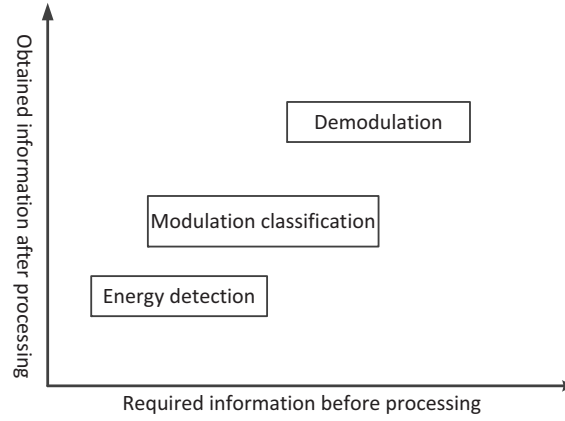 Obtained information after processing
Demodulation
Modulation classification
Energy detection
Required information before processing